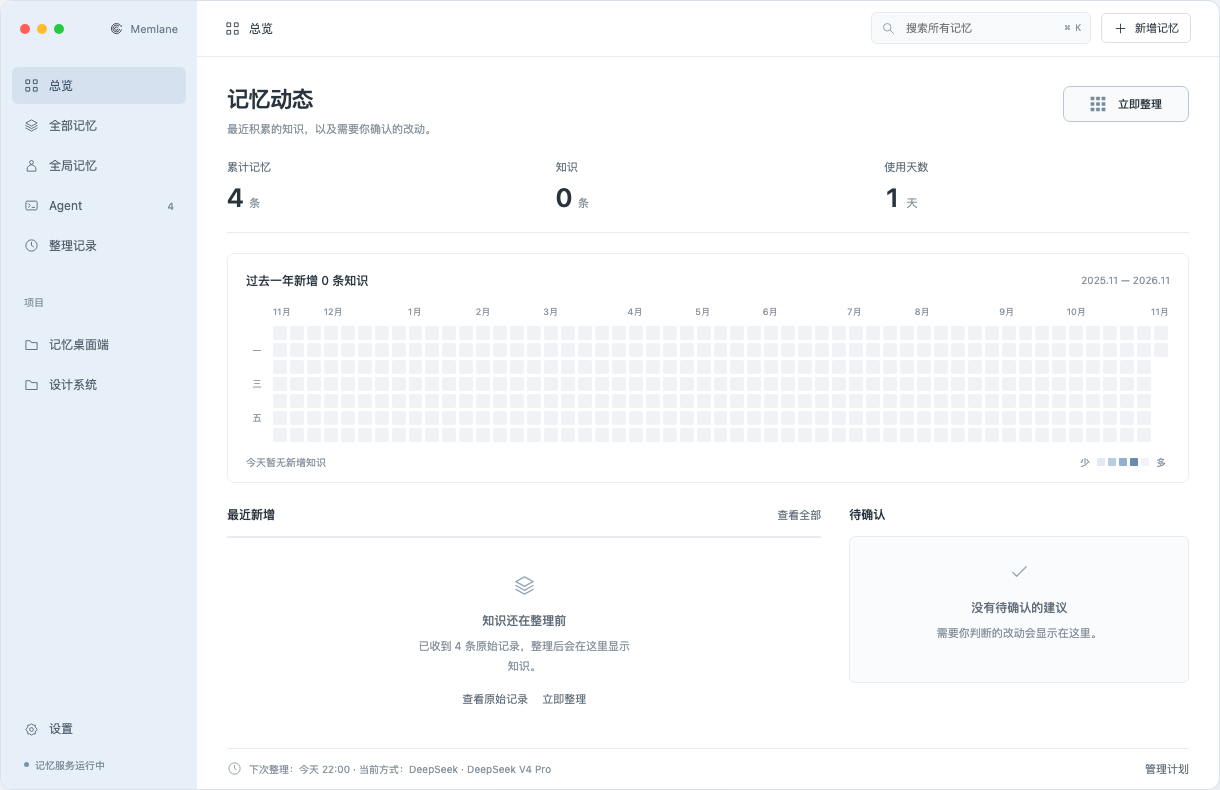 Memlane
总览
搜索所有记忆
⌘ K
新增记忆
总览
全部记忆
全局记忆
Agent 4
整理记录
项目
记忆桌面端
设计系统
设置
记忆服务运行中
记忆动态
立即整理
最近积累的知识，以及需要你确认的改动。
累计记忆 知识 使用天数
4 条 0 条 1 天
过去一年新增 0 条知识 2025.11 — 2026.11
11月 12月 1月 2月 3月 4月 5月 6月 7月 8月 9月 10月 11月
一
三
五
今天暂无新增知识 少 多
最近新增 查看全部
知识还在整理前
已收到 4 条原始记录，整理后会在这里显示
知识。
查看原始记录 立即整理
待确认
没有待确认的建议
需要你判断的改动会显示在这里。
下次整理：今天 22:00 · 当前方式：DeepSeek · DeepSeek V4 Pro 管理计划